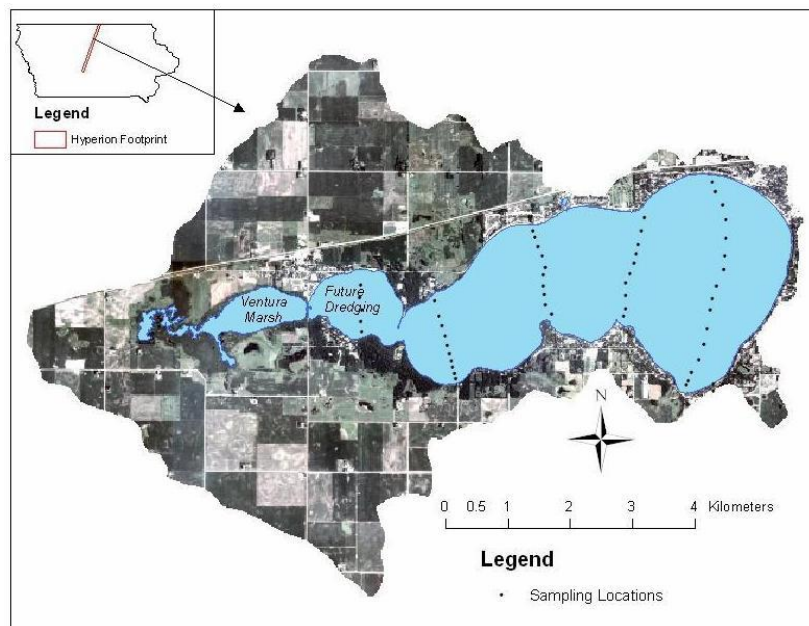 Legend
Hyperion Footprint
Ventura
Marsh
Future
Dredging
N
0 0.5 1 2 3 4 Kilometers
Legend
Sampling Locations